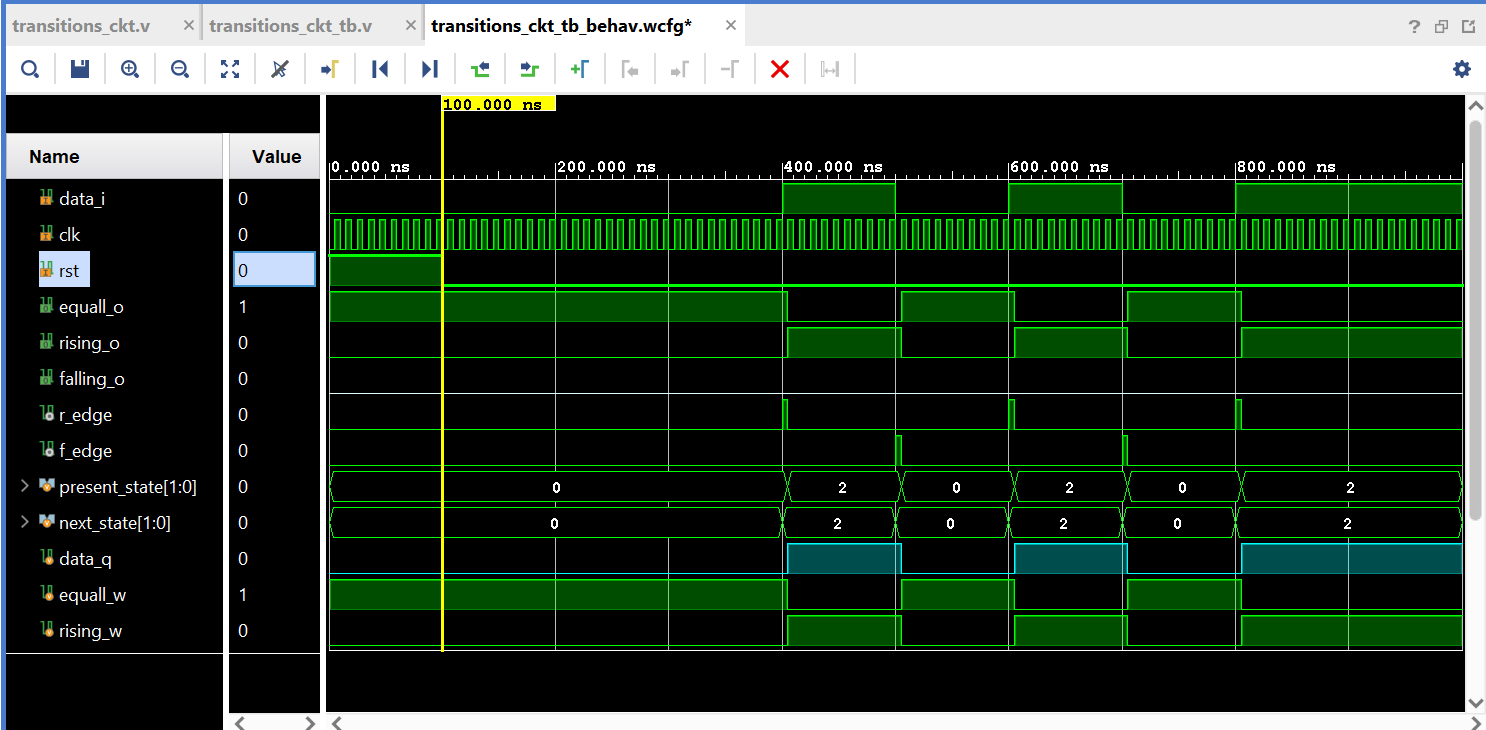 transitions_ckt.v × transitions_ckt_tb.v × transitions_ckt_tb_behav.wcfg* ×
100.000 ns
Name Value
0.000 ns 200.000 ns 400.000 ns 600.000 ns 800.000 ns
data_i 0
clk 0
rst 0
equall_o 1
rising_o 0
falling_o 0
r_edge 0
f_edge 0
present_state[1:0] 0 0 2 0 2 0 2
next_state[1:0] 0 0 2 0 2 0 2
data_q 0
equall_w 1
rising_w 0